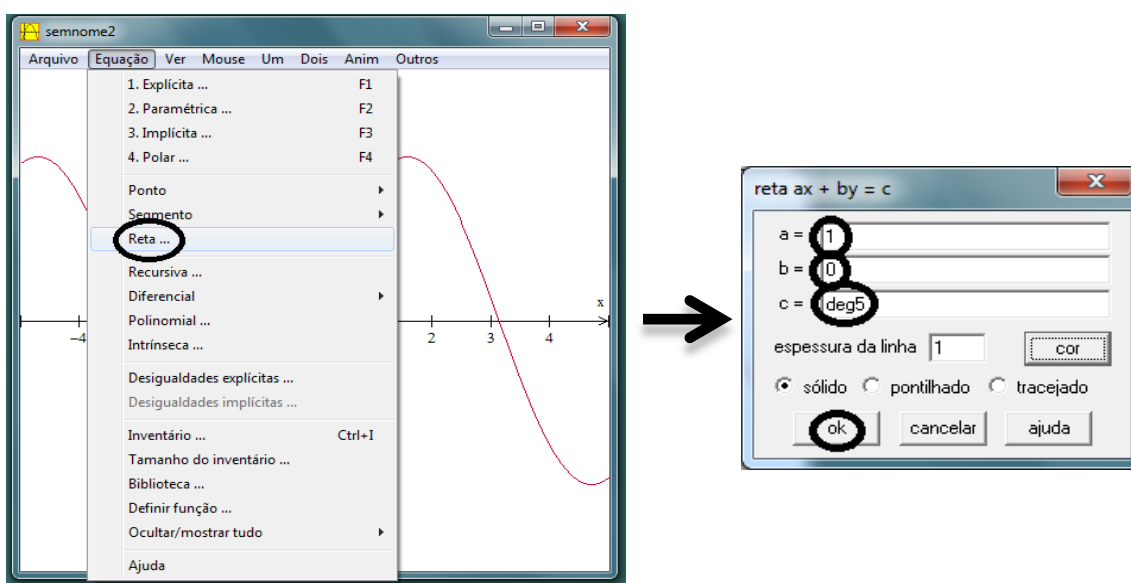 semnome2
Arquivo Equação Ver Mouse Um Dois Anim Outros
1. Explícita ... F1
2. Paramétrica ... F2
3. Implícita ... F3
4. Polar ... F4
Ponto
Segmento
Reta ...
Recursiva ...
Diferencial
Polinomial ...
Intrínseca ...
Desigualdades explícitas ...
Desigualdades implícitas ...
Inventário ... Ctrl+I
Tamanho do inventário ...
Biblioteca ...
Definir função ...
Ocultar/mostrar tudo
Ajuda
x
–4 2 3 4
reta ax + by = c
a = 1
b = 0
c = deg5
espessura da linha 1 cor
sólido pontilhado tracejado
ok cancelar ajuda